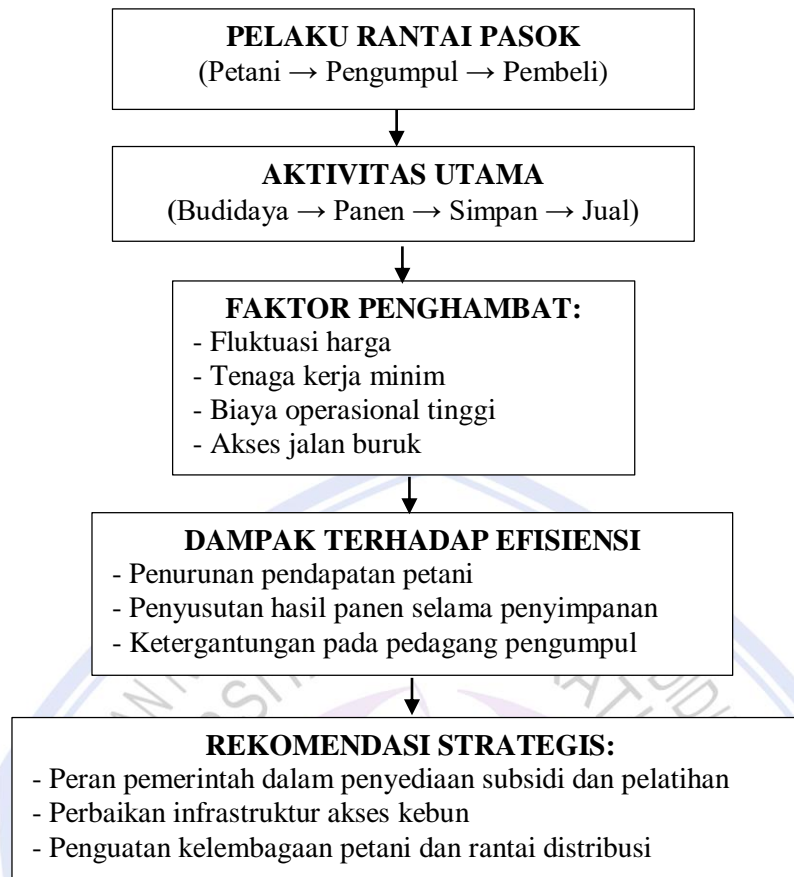 PELAKU RANTAI PASOK
(Petani → Pengumpul → Pembeli)
AKTIVITAS UTAMA
(Budidaya → Panen → Simpan → Jual)
FAKTOR PENGHAMBAT:
- Fluktuasi harga
- Tenaga kerja minim
- Biaya operasional tinggi
- Akses jalan buruk
DAMPAK TERHADAP EFISIENSI
- Penurunan pendapatan petani
- Penyusutan hasil panen selama penyimpanan
- Ketergantungan pada pedagang pengumpul
REKOMENDASI STRATEGIS:
- Peran pemerintah dalam penyediaan subsidi dan pelatihan
- Perbaikan infrastruktur akses kebun
- Penguatan kelembagaan petani dan rantai distribusi